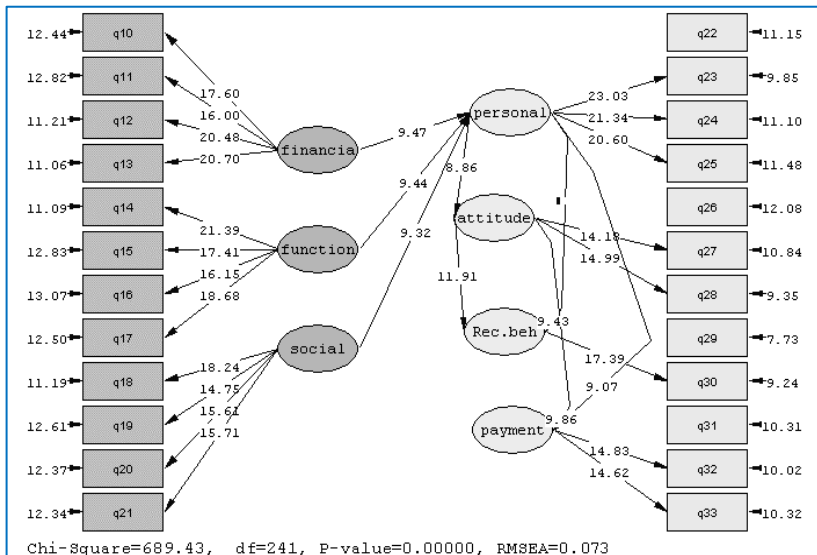 12.44 q10 q22 11.15
12.82 q11 q23 9.85
17.60 23.03
personal
11.21 q12 16.00 21.34 q24 11.10
20.48 9.47 20.60
11.06 q13 20.70 financia q25 11.48
8.86
11.09 q14 9.44 q26 12.08
attitude
21.39 9.32 14.18
12.83 q15 17.41 function q27 10.84
16.15 14.99
13.07 q16 11.91 q28 9.35
18.68
12.50 q17 Rec.beh 9.43 q29 7.73
social
11.19 q18 18.24 17.39 q30 9.24
14.75 9.07
12.61 q19 15.61 9.86 q31 10.31
15.71 payment
12.37 q20 14.83 q32 10.02
14.62
12.34 q21 q33 10.32
Chi-Square=689.43, df=241, P-value=0.00000, RMSEA=0.073